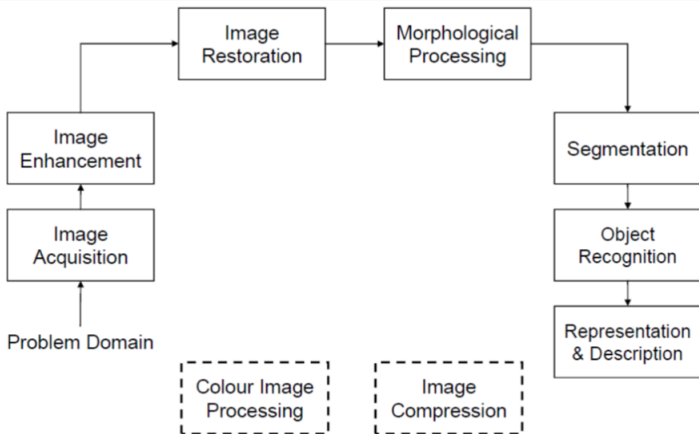 Image
Restoration
Morphological
Processing
Image
Enhancement
Segmentation
Image
Acquisition
Object
Recognition
Problem Domain
Representation
& Description
Colour Image
Processing
Image
Compression